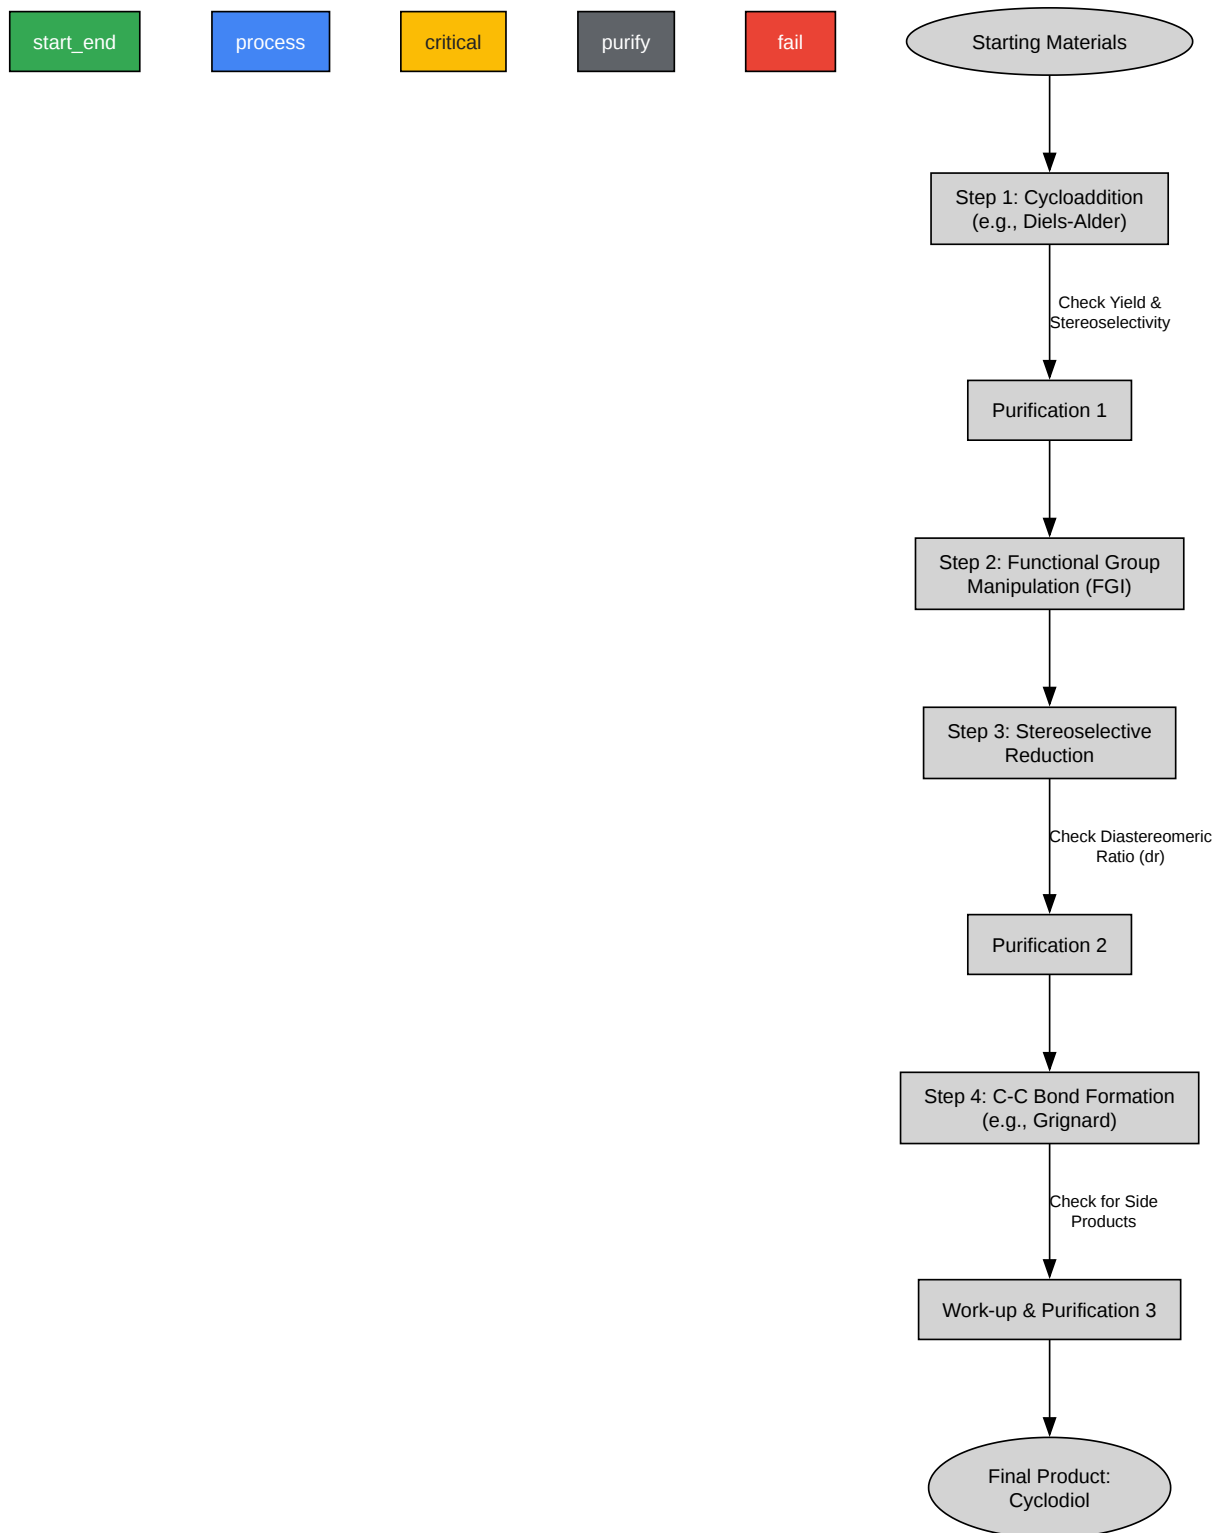 start_end
process
critical
purify
fail
Starting Materials
Step 1: Cycloaddition
(e.g., Diels-Alder)
Check Yield &
Stereoselectivity
Purification 1
Step 2: Functional Group
Manipulation (FGI)
Step 3: Stereoselective
Reduction
Check Diastereomeric
Ratio (dr)
Purification 2
Step 4: C-C Bond Formation
(e.g., Grignard)
Check for Side
Products
Work-up & Purification 3
Final Product:
Cyclodiol